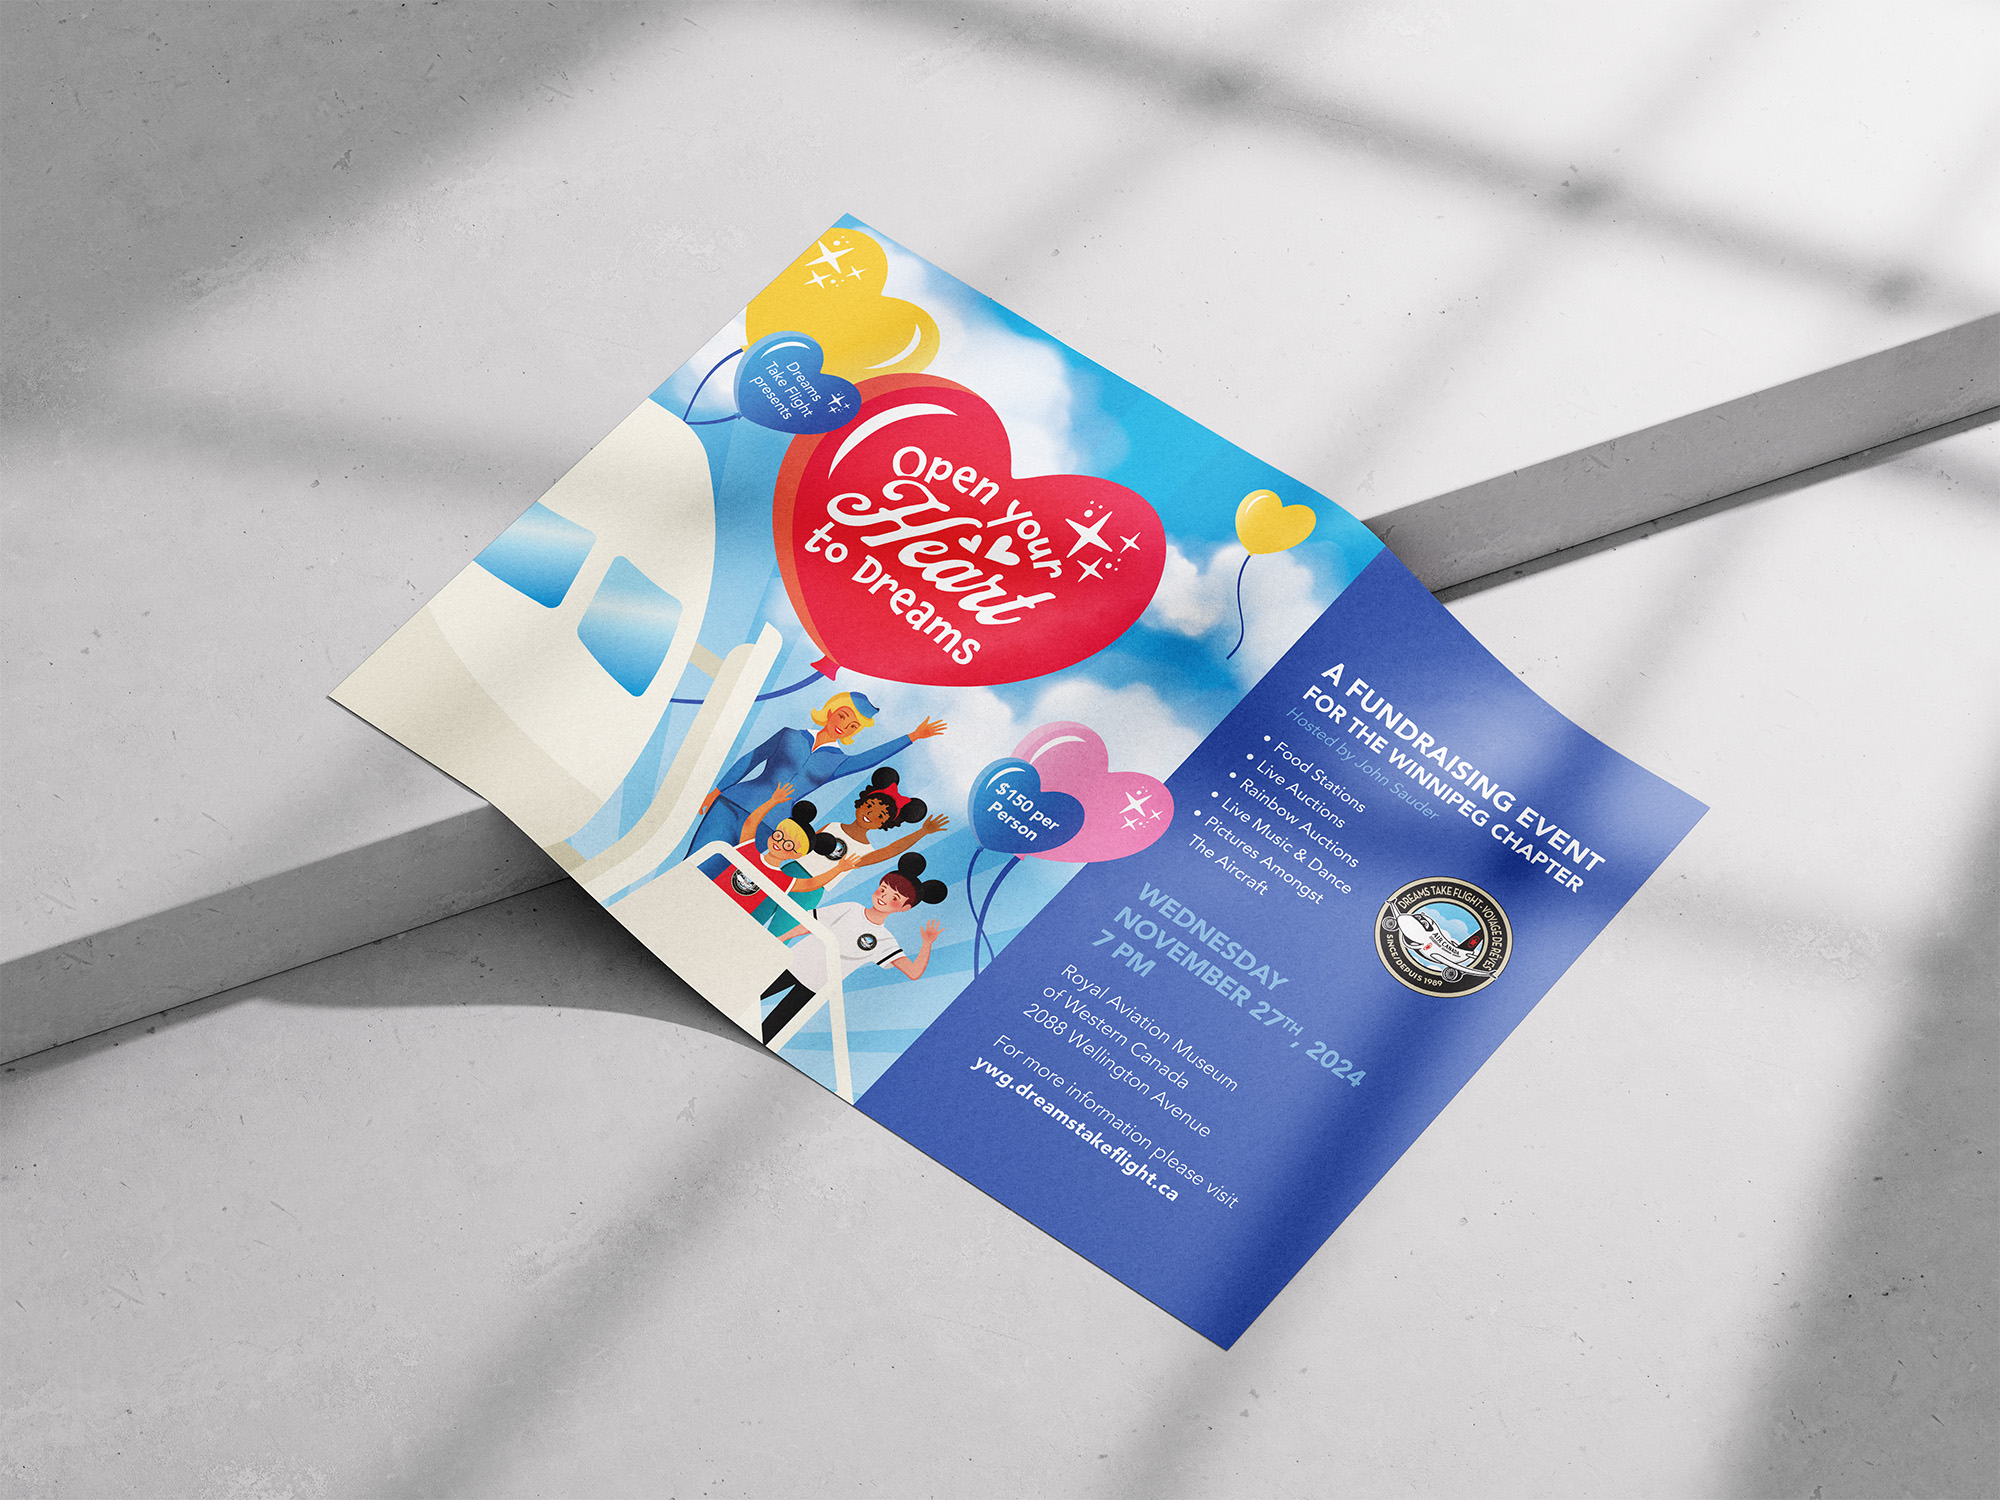 Dreams
Take Flight
presents
Open your
Heart
to Dreams
$150 per
Person
A FUNDRAISING EVENT
FOR THE WINNIPEG CHAPTER
Hosted by John Sauder
• Food Stations
• Live Auctions
• Rainbow Auctions
• Live Music & Dance
• Pictures Amongst
The Aircraft
DREAMS TAKE FLIGHT · VOYAGE DE RÊVES
AIR CANADA
SINCE/DEPUIS 1989
WEDNESDAY
NOVEMBER 27TH, 2024
7 PM
Royal Aviation Museum
of Western Canada
2088 Wellington Avenue
For more information please visit
ywg.dreamstakeflight.ca